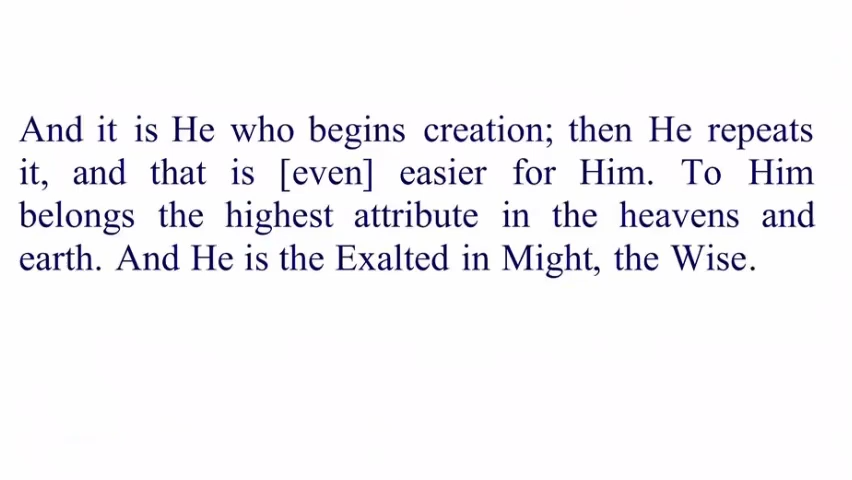 And it is He who begins creation; then He repeats
it, and that is [even] easier for Him. To Him
belongs the highest attribute in the heavens and
earth. And He is the Exalted in Might, the Wise.